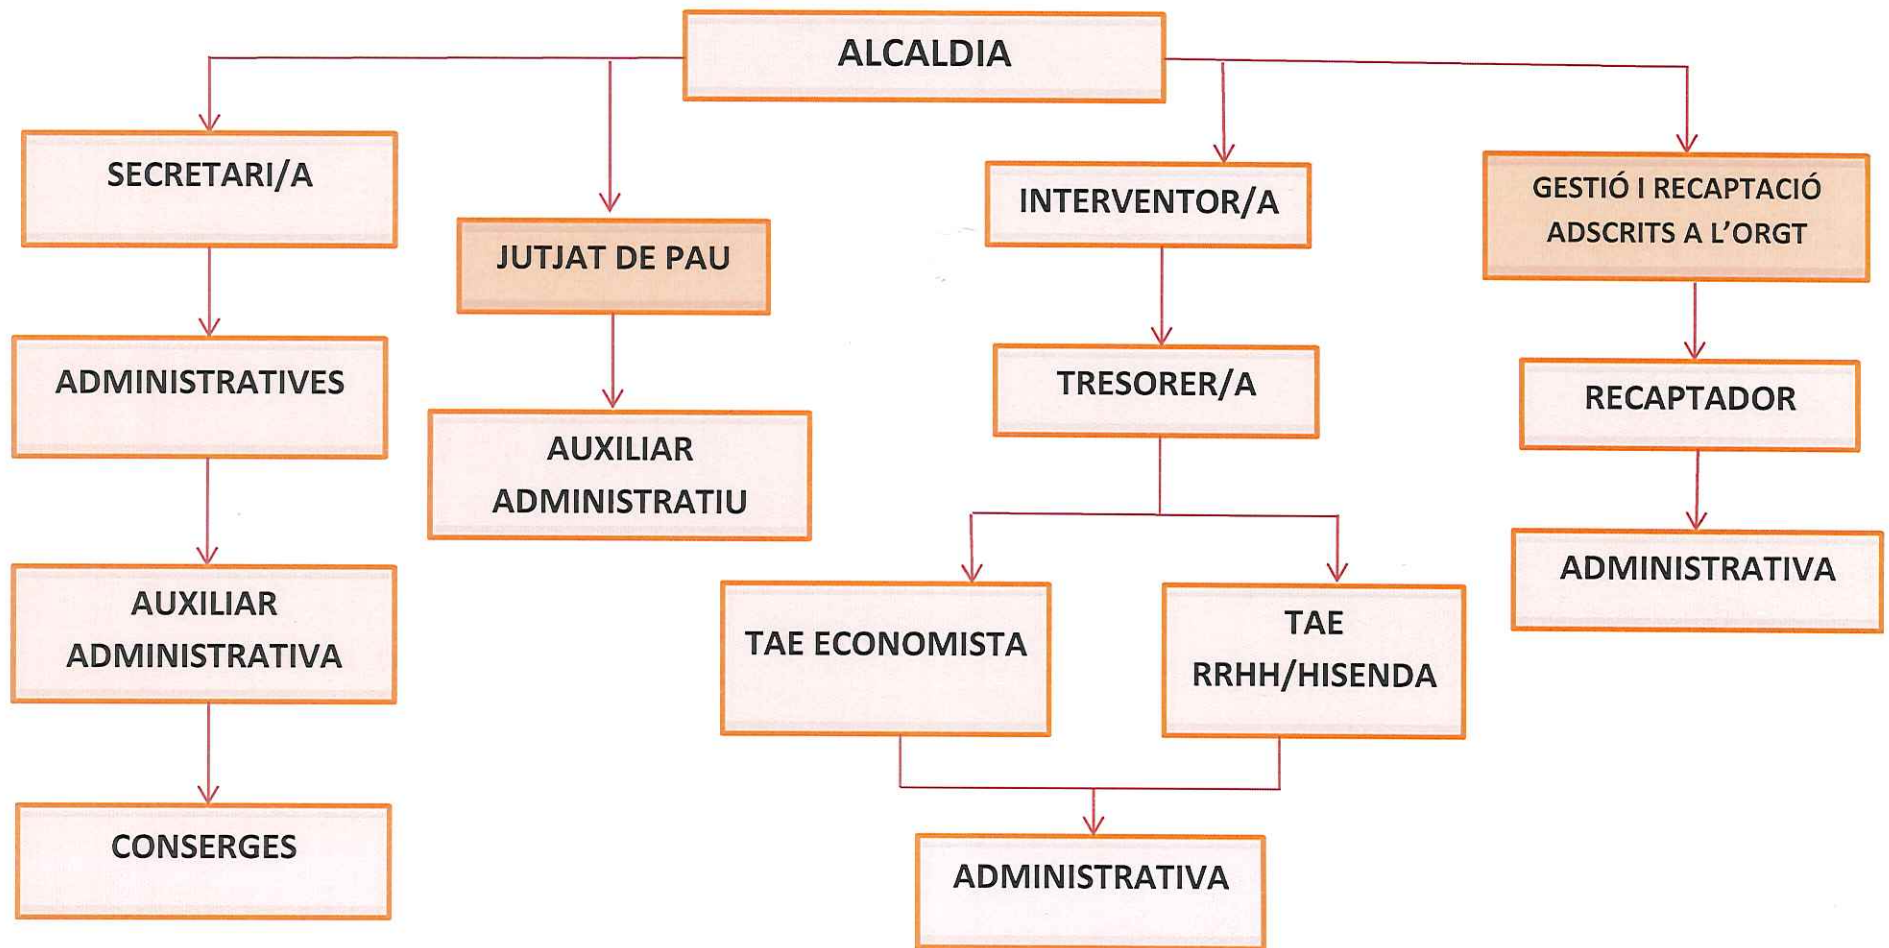 ALCALDIA
SECRETARI/A
ADMINISTRATIVES
AUXILIAR
ADMINISTRATIVA
CONSERGES
JUTJAT DE PAU
AUXILIAR
ADMINISTRATIU
INTERVENTOR/A
TRESORER/A
TAE ECONOMISTA
TAE
RRHH/HISENDA
ADMINISTRATIVA
GESTIÓ I RECAPTACIÓ
ADSCRITS A L'ORGT
RECAPTADOR
ADMINISTRATIVA